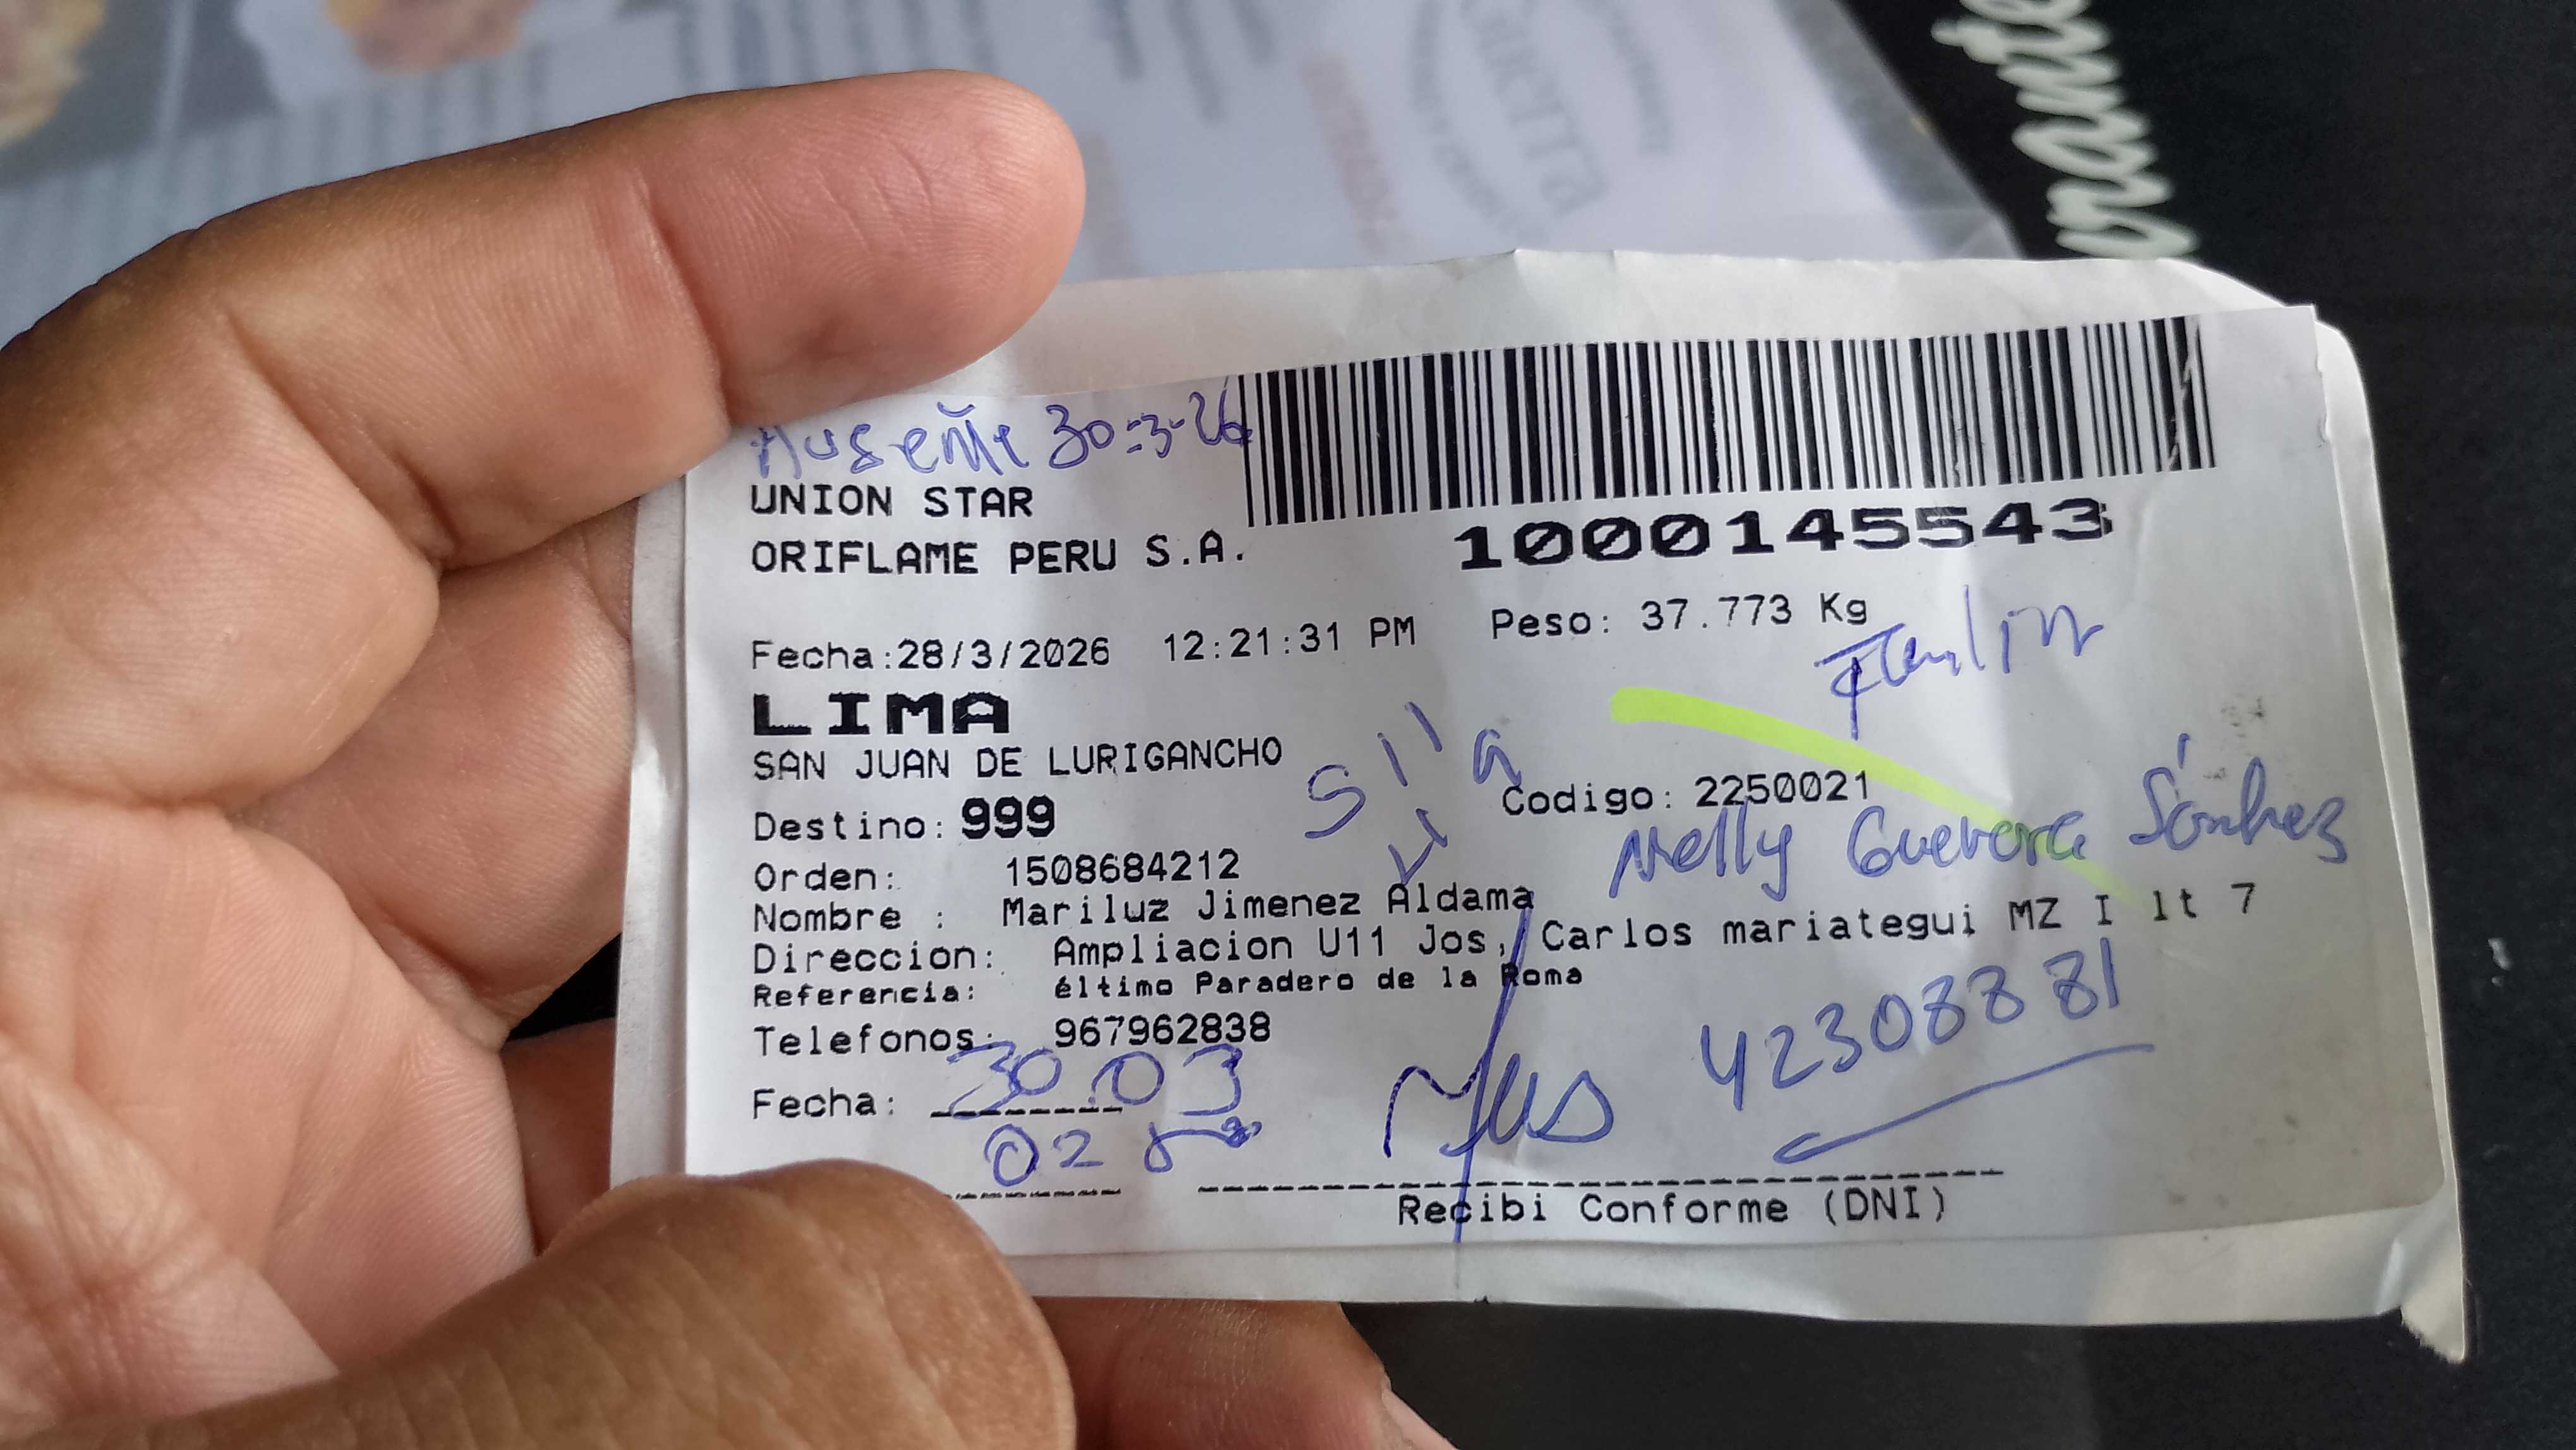 Ausente 30-3-26
UNION STAR
ORIFLAME PERU S.A.
1000145543
Fecha:28/3/2026 12:21:31 PM Peso: 37.773 Kg
LIMA
SAN JUAN DE LURIGANCHO
Destino: 999 Codigo: 2250021
Nelly Guevara Sánchez
Orden: 1508684212
Nombre : Mariluz Jimenez Aldama
Direccion: Ampliacion U11 Jos, Carlos mariategui MZ I lt 7
Referencia: éltimo Paradero de la Roma
Telefonos: 967962838
42308881
Fecha: 30.03
02
Recibi Conforme (DNI)